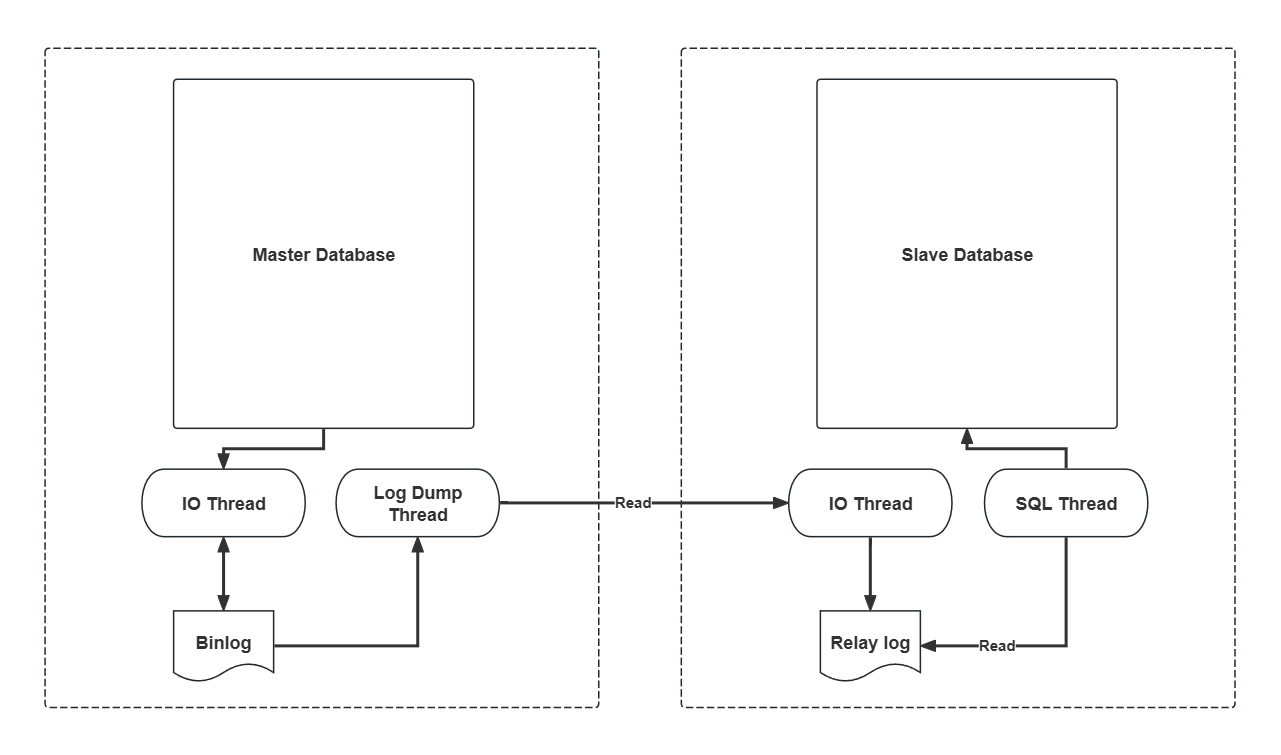 Master Database
Slave Database
IO Thread
Log Dump
Thread
Read
IO Thread
SQL Thread
Binlog
Relay log
Read